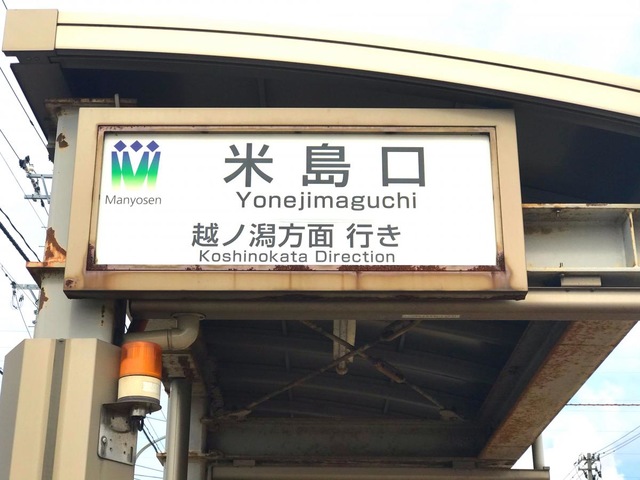 米島口
Yonejimaguchi
Manyosen
越ノ潟方面 行き
Koshinokata Direction